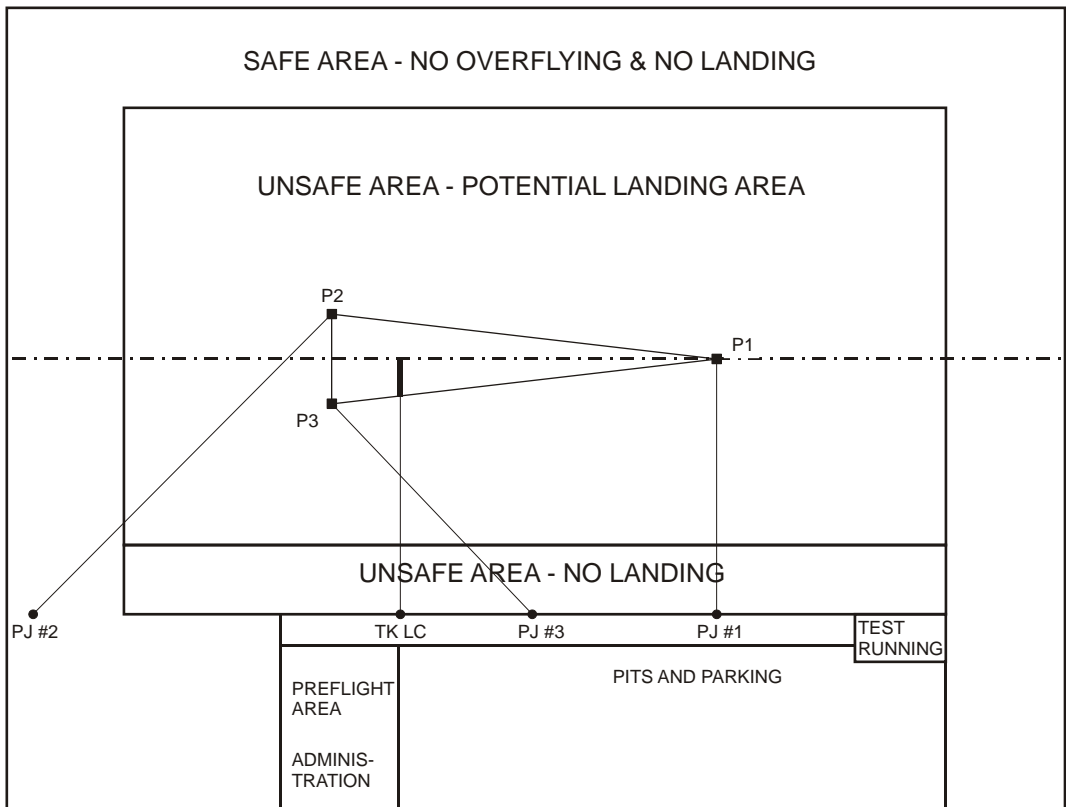 SAFE AREA - NO OVERFLYING & NO LANDING
UNSAFE AREA - POTENTIAL LANDING AREA
P2
P1
P3
UNSAFE AREA - NO LANDING
PJ #2
TK LC
PJ #3
PJ #1
TEST
RUNNING
PITS AND PARKING
PREFLIGHT
AREA
ADMINIS-
TRATION